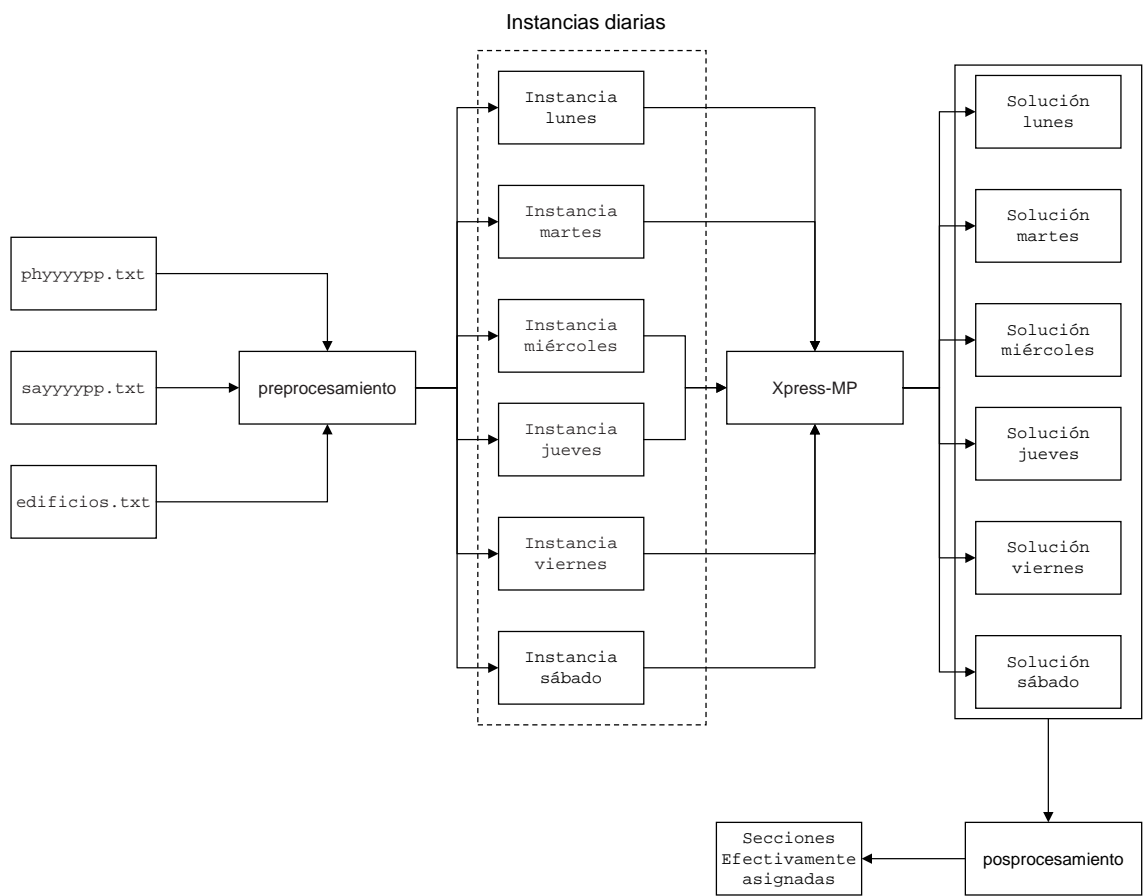 Instancias diarias
Instancia
lunes
Instancia
martes
Instancia
miércoles
Instancia
jueves
Instancia
viernes
Instancia
sábado
phyyyypp.txt
sayyyypp.txt
edificios.txt
preprocesamiento
Xpress-MP
Solución
lunes
Solución
martes
Solución
miércoles
Solución
jueves
Solución
viernes
Solución
sábado
posprocesamiento
Secciones
Efectivamente
asignadas